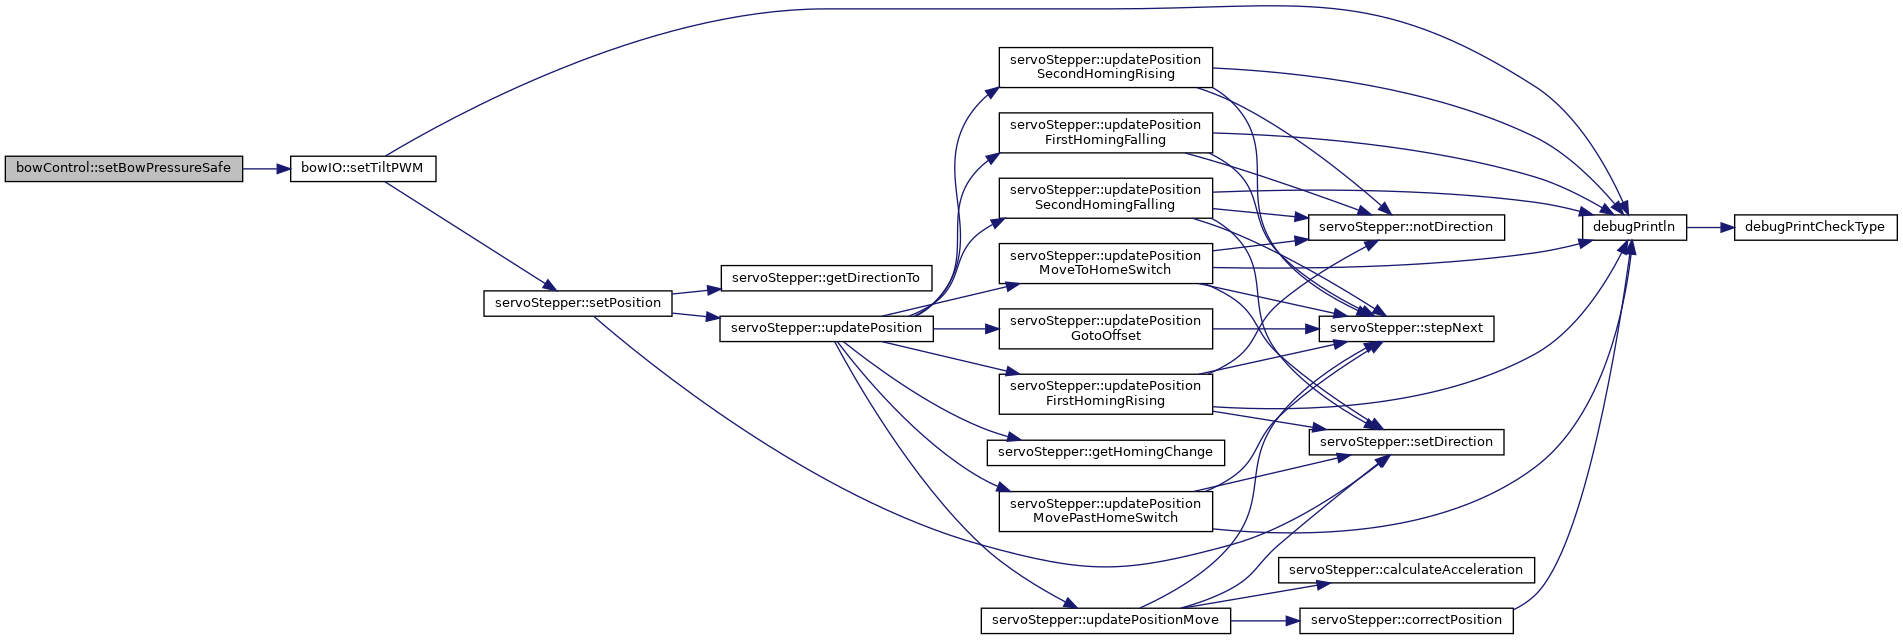 bowControl::setBowPressureSafe
bowIO::setTiltPWM
servoStepper::setPosition
servoStepper::getDirectionTo
servoStepper::updatePosition
servoStepper::updatePosition
SecondHomingRising
servoStepper::updatePosition
FirstHomingFalling
servoStepper::updatePosition
SecondHomingFalling
servoStepper::updatePosition
MoveToHomeSwitch
servoStepper::updatePosition
GotoOffset
servoStepper::updatePosition
FirstHomingRising
servoStepper::getHomingChange
servoStepper::updatePosition
MovePastHomeSwitch
servoStepper::updatePositionMove
servoStepper::notDirection
servoStepper::stepNext
servoStepper::setDirection
servoStepper::calculateAcceleration
servoStepper::correctPosition
debugPrintln
debugPrintCheckType